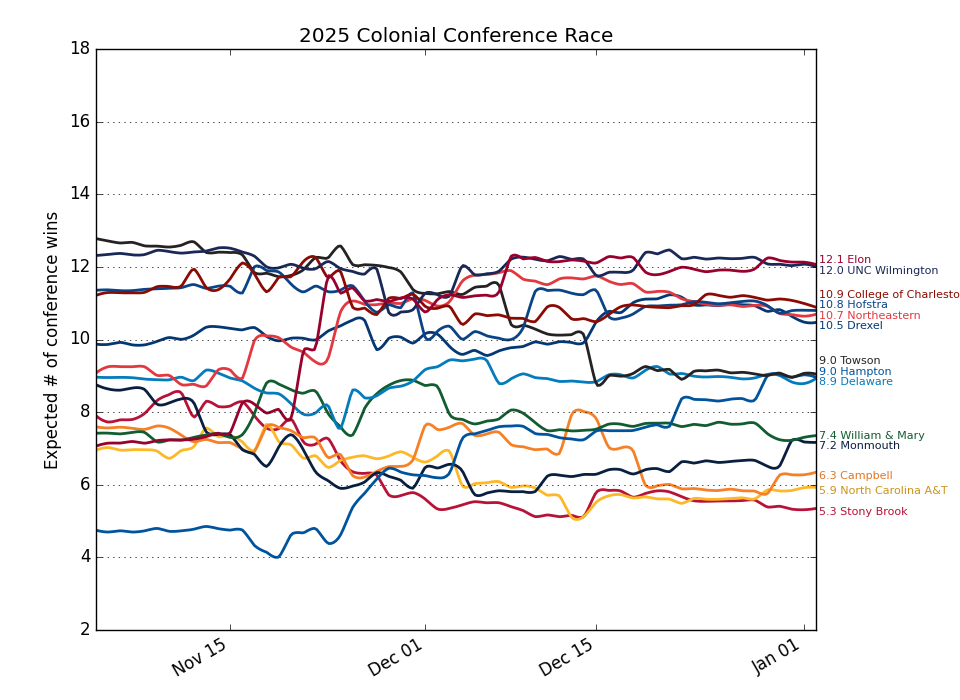 2025 Colonial Conference Race
Expected # of conference wins
18
16
14
12
10
8
6
4
2
Nov 15
Dec 01
Dec 15
Jan 01
12.1 Elon
12.0 UNC Wilmington
10.9 College of Charlesto
10.8 Hofstra
10.7 Northeastern
10.5 Drexel
9.0 Towson
9.0 Hampton
8.9 Delaware
7.4 William & Mary
7.2 Monmouth
6.3 Campbell
5.9 North Carolina A&T
5.3 Stony Brook